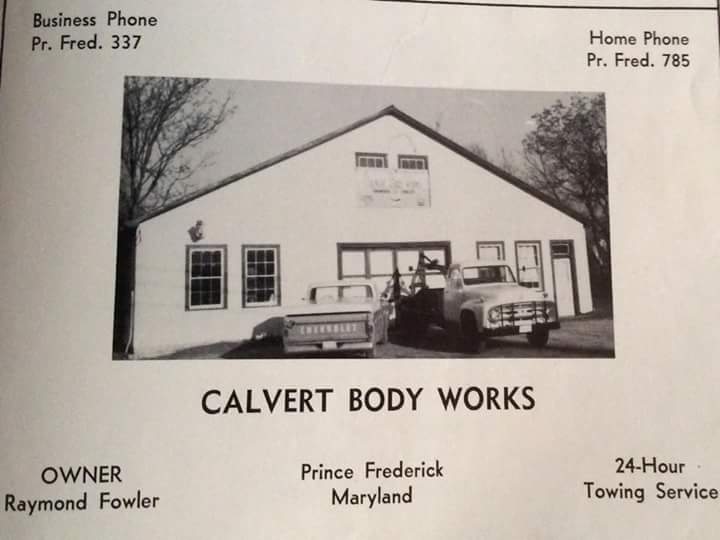 Business Phone
Pr. Fred. 337
Home Phone
Pr. Fred. 785
CHEVROLET
CALVERT BODY WORKS
OWNER
Raymond Fowler
Prince Frederick
Maryland
24-Hour
Towing Service